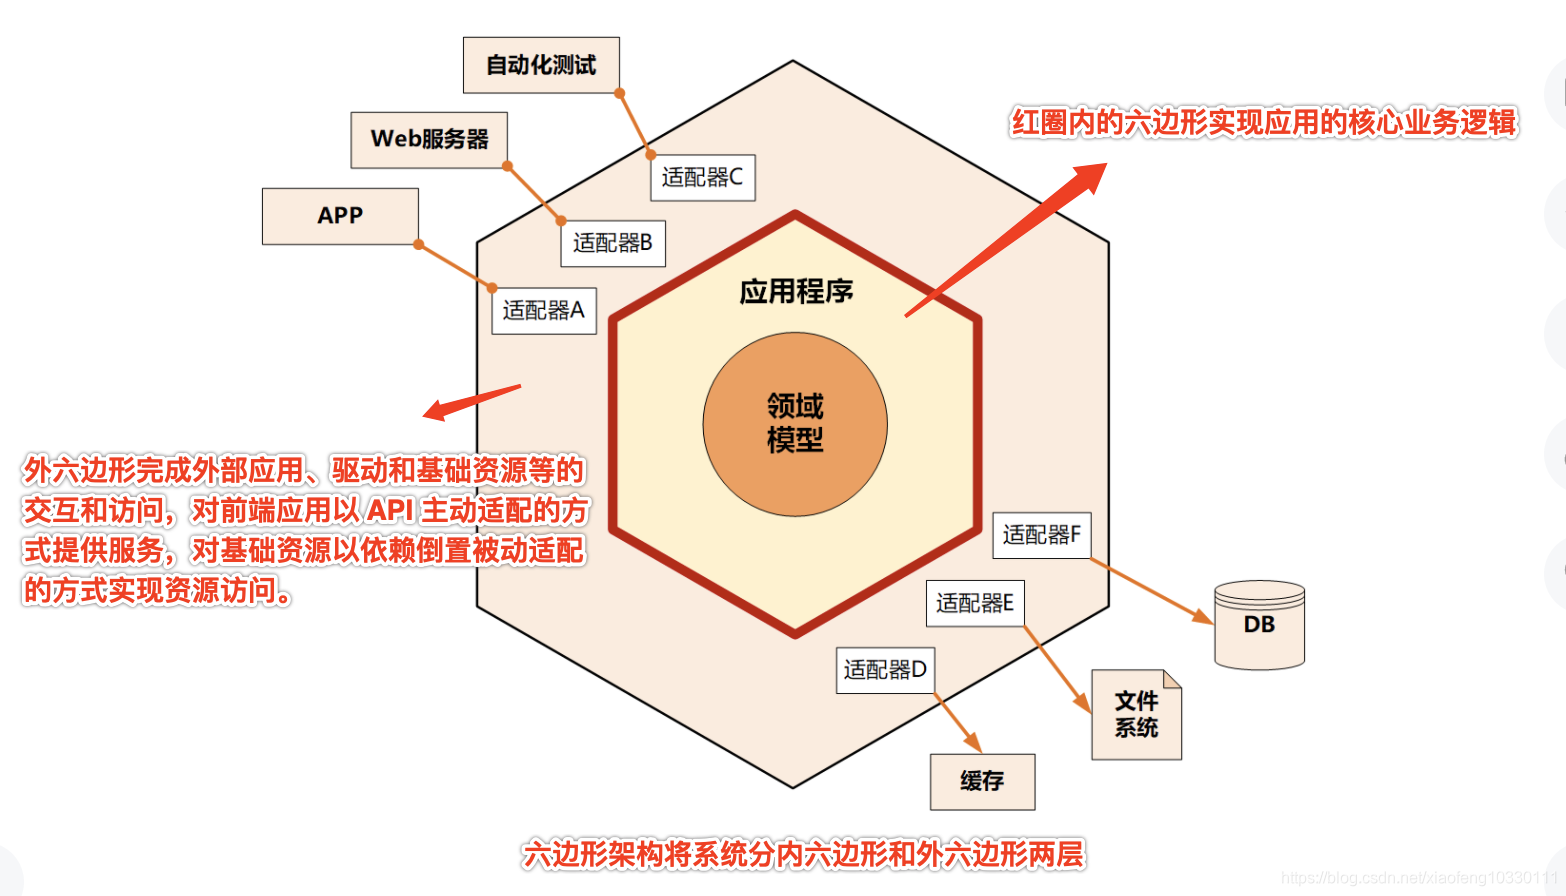 自动化测试
Web服务器
APP
适配器C
适配器B
适配器A
红圈内的六边形实现应用的核心业务逻辑
应用程序
领域
模型
外六边形完成外部应用、驱动和基础资源等的
交互和访问，对前端应用以 API 主动适配的方
式提供服务，对基础资源以依赖倒置被动适配
的方式实现资源访问。
适配器F
适配器E
适配器D
DB
文件
系统
缓存
六边形架构将系统分内六边形和外六边形两层
https://blog.csdn.net/xiaofeng10330111